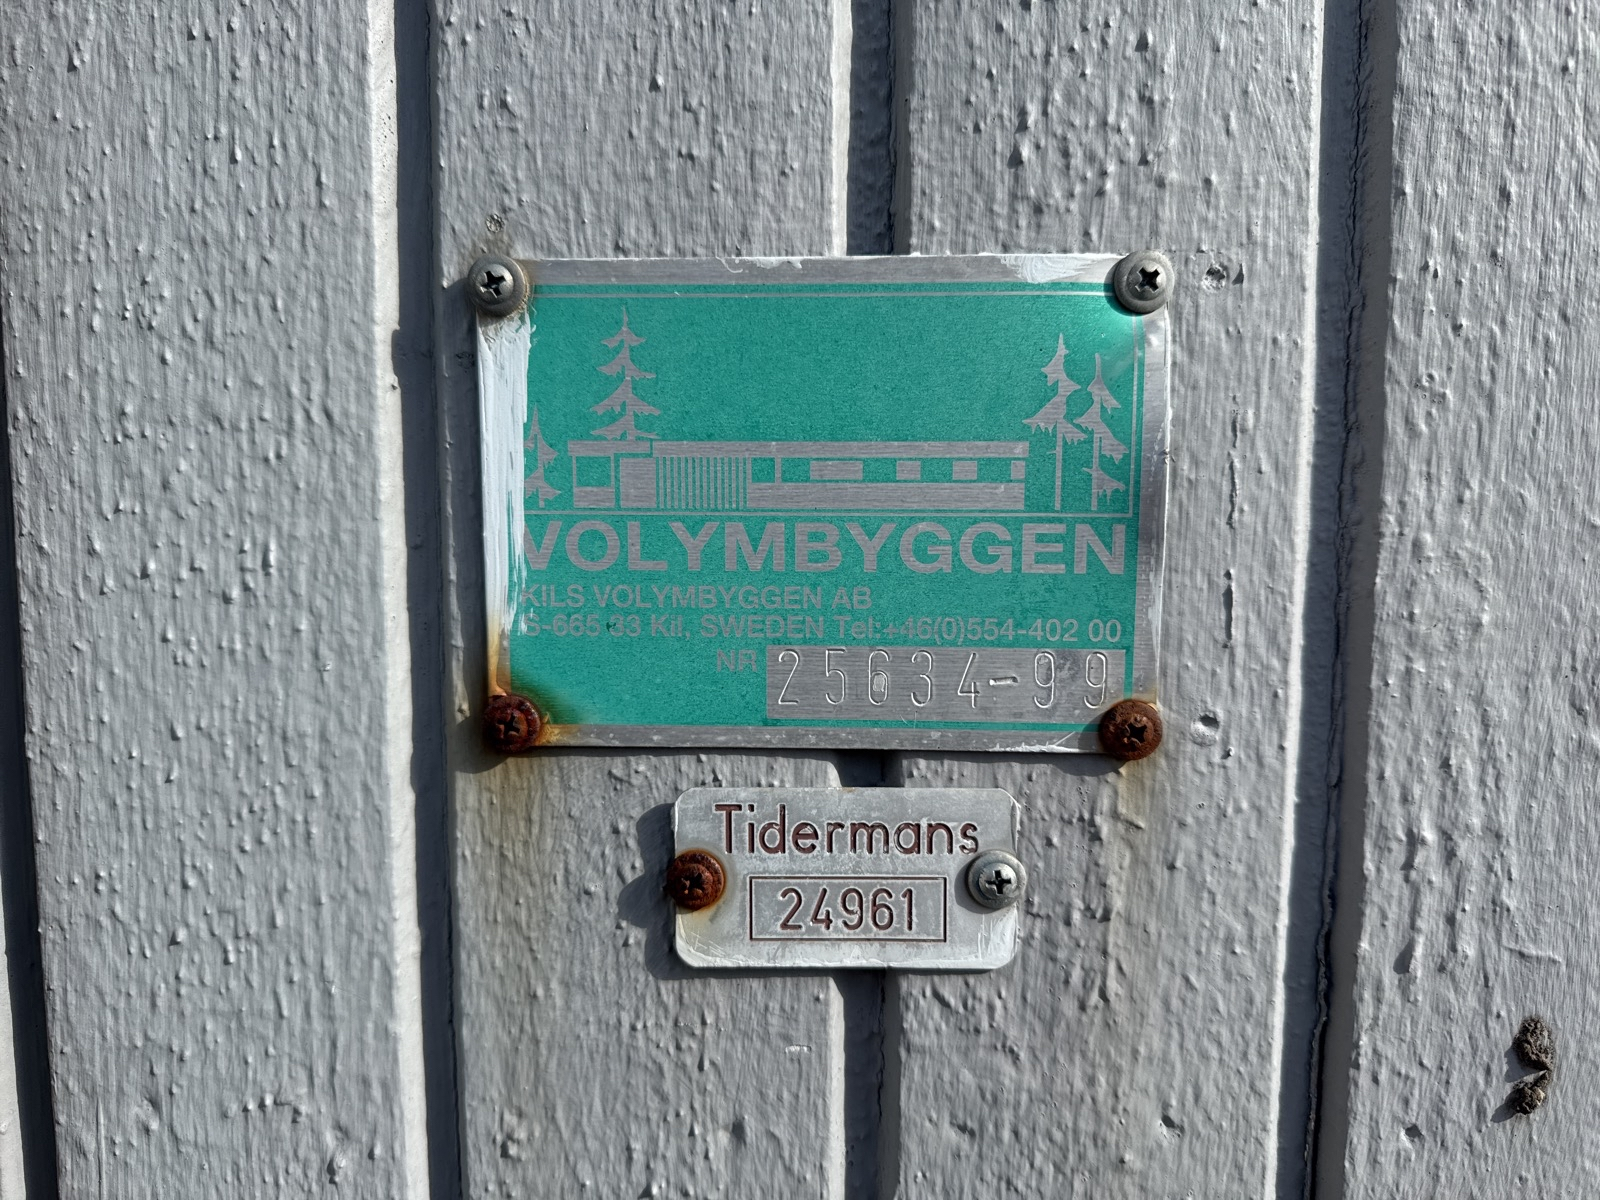 VOLYMBYGGEN
KILS VOLYMBYGGEN AB
S-665 33 Kil, SWEDEN Tel:+46(0)554-402 00
NR 25634-99
Tidermans
24961